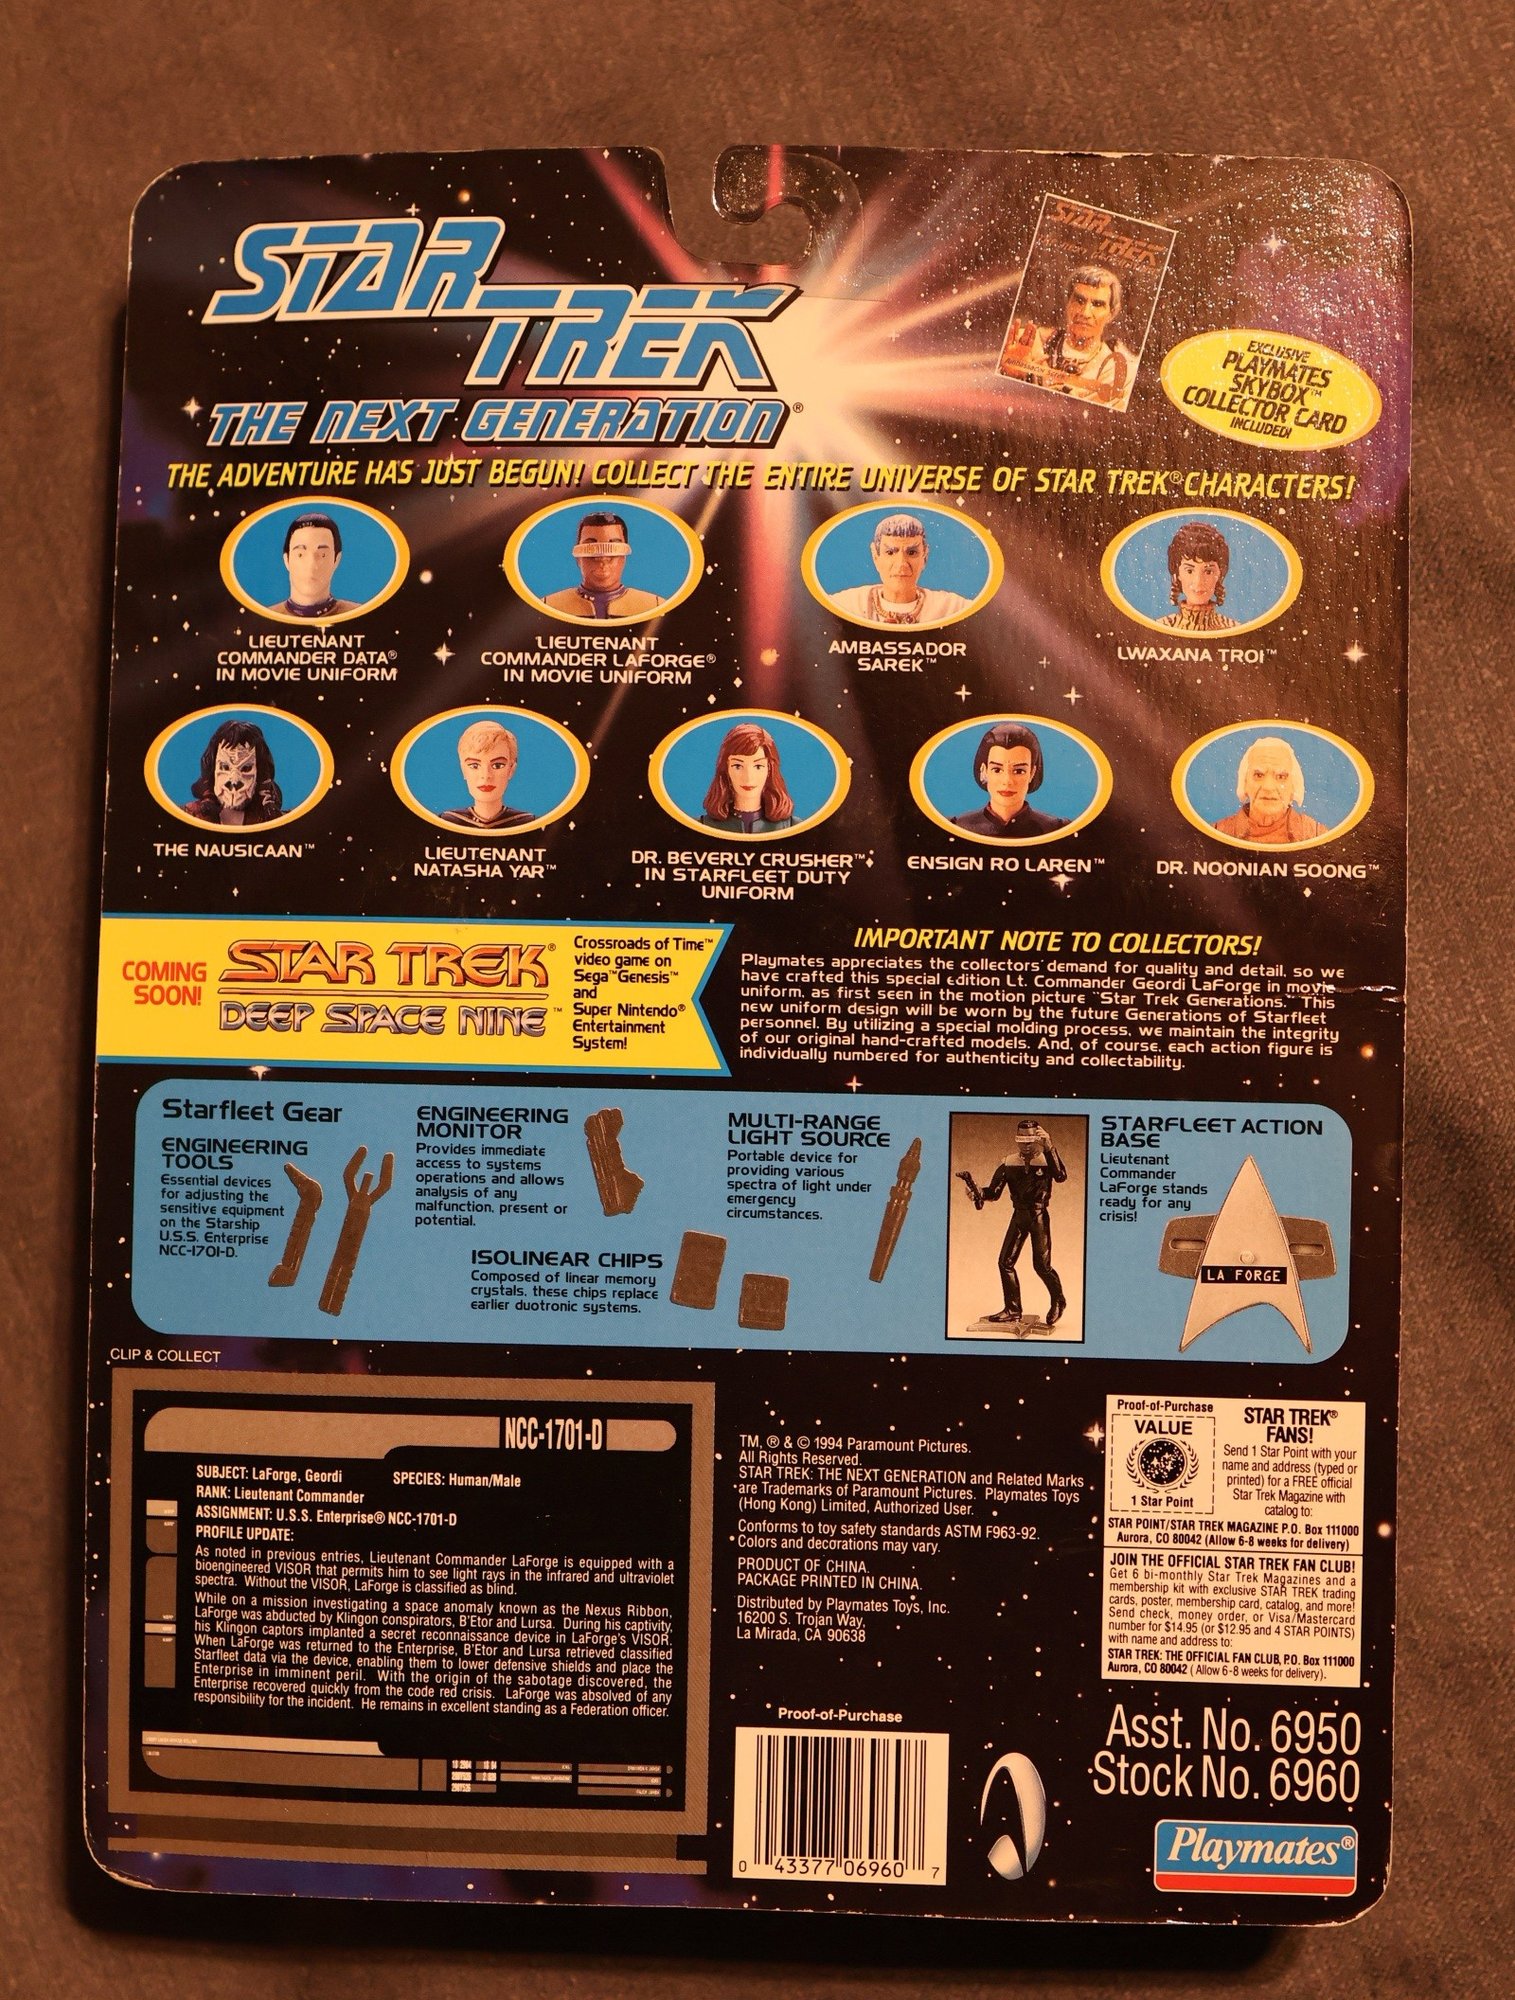 STAR TREK
THE NEXT GENERATION®
STAR TREK
EXCLUSIVE
PLAYMATES
SKYBOX™
COLLECTOR CARD
INCLUDED!
THE ADVENTURE HAS JUST BEGUN! COLLECT THE ENTIRE UNIVERSE OF STAR TREK® CHARACTERS!
LIEUTENANT
COMMANDER DATA®
IN MOVIE UNIFORM
LIEUTENANT
COMMANDER LAFORGE®
IN MOVIE UNIFORM
AMBASSADOR
SAREK™
LWAXANA TROI™
THE NAUSICAAN™
LIEUTENANT
NATASHA YAR™
DR. BEVERLY CRUSHER™
IN STARFLEET DUTY
UNIFORM
ENSIGN RO LAREN™
DR. NOONIAN SOONG™
COMING
SOON!
STAR TREK®
DEEP SPACE NINE™
Crossroads of Time™
video game on
Sega™ Genesis™
and
Super Nintendo®
Entertainment
System!
IMPORTANT NOTE TO COLLECTORS!
Playmates appreciates the collectors' demand for quality and detail, so we
have crafted this special edition Lt. Commander Geordi LaForge in movie
uniform, as first seen in the motion picture "Star Trek Generations." This
new uniform design will be worn by the future Generations of Starfleet
personnel. By utilizing a special molding process, we maintain the integrity
of our original hand-crafted models. And, of course, each action figure is
individually numbered for authenticity and collectability.
Starfleet Gear
ENGINEERING
TOOLS
Essential devices
for adjusting the
sensitive equipment
on the Starship
U.S.S. Enterprise
NCC-1701-D.
ENGINEERING
MONITOR
Provides immediate
access to systems
operations and allows
analysis of any
malfunction, present or
potential.
ISOLINEAR CHIPS
Composed of linear memory
crystals, these chips replace
earlier duotronic systems.
MULTI-RANGE
LIGHT SOURCE
Portable device for
providing various
spectra of light under
emergency
circumstances.
STARFLEET ACTION
BASE
Lieutenant
Commander
LaForge stands
ready for any
crisis!
LA FORGE
CLIP & COLLECT
NCC-1701-D
SUBJECT: LaForge, Geordi SPECIES: Human/Male
RANK: Lieutenant Commander
ASSIGNMENT: U.S.S. Enterprise® NCC-1701-D
PROFILE UPDATE:
As noted in previous entries, Lieutenant Commander LaForge is equipped with a
bioengineered VISOR that permits him to see light rays in the infrared and ultraviolet
spectra. Without the VISOR, LaForge is classified as blind.
While on a mission investigating a space anomaly known as the Nexus Ribbon,
LaForge was abducted by Klingon conspirators, B'Etor and Lursa. During his captivity,
his Klingon captors implanted a secret reconnaissance device in LaForge's VISOR.
When LaForge was returned to the Enterprise, B'Etor and Lursa retrieved classified
Starfleet data via the device, enabling them to lower defensive shields and place the
Enterprise in imminent peril. With the origin of the sabotage discovered, the
Enterprise recovered quickly from the code red crisis. LaForge was absolved of any
responsibility for the incident. He remains in excellent standing as a Federation officer.
TM, ® & © 1994 Paramount Pictures.
All Rights Reserved.
STAR TREK: THE NEXT GENERATION and Related Marks
are Trademarks of Paramount Pictures. Playmates Toys
(Hong Kong) Limited, Authorized User.
Conforms to toy safety standards ASTM F963-92.
Colors and decorations may vary.
PRODUCT OF CHINA.
PACKAGE PRINTED IN CHINA.
Distributed by Playmates Toys, Inc.
16200 S. Trojan Way,
La Mirada, CA 90638
Proof-of-Purchase
0 43377 06960 7
Proof-of-Purchase
VALUE
1 Star Point
STAR TREK®
FANS!
Send 1 Star Point with your
name and address (typed or
printed) for a FREE official
Star Trek Magazine with
catalog to:
STAR POINT/STAR TREK MAGAZINE P.O. Box 111000
Aurora, CO 80042 (Allow 6-8 weeks for delivery)
JOIN THE OFFICIAL STAR TREK FAN CLUB!
Get 6 bi-monthly Star Trek Magazines and a
membership kit with exclusive STAR TREK trading
cards, poster, membership card, catalog, and more!
Send check, money order, or Visa/Mastercard
number for $14.95 (or $12.95 and 4 STAR POINTS)
with name and address to:
STAR TREK: THE OFFICIAL FAN CLUB, P.O. Box 111000
Aurora, CO 80042 (Allow 6-8 weeks for delivery).
Asst. No. 6950
Stock No. 6960
Playmates®